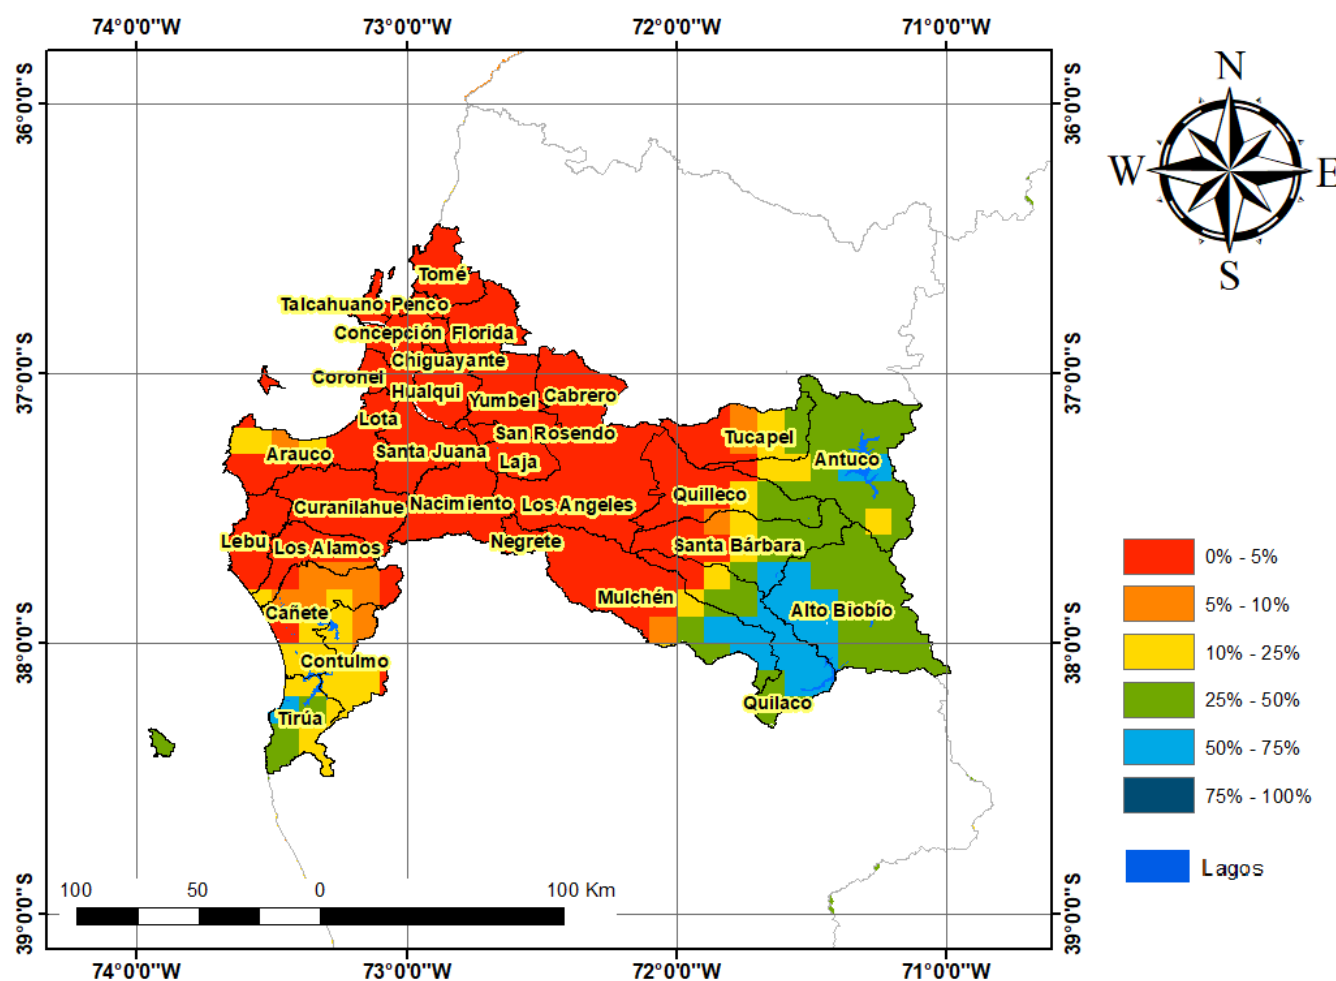 74°0'0"W 73°0'0"W 72°0'0"W 71°0'0"W
36°0'0"S 36°0'0"S
N
W E
S
Tomé
Talcahuano Penco
Concepción Florida
Chiguayante
37°0'0"S 37°0'0"S
Coronel
Hualqui Yumbel Cabrero
Lota
San Rosendo Tucapel
Arauco Santa Juana Laja Antuco
Quilleco
Curanilahue Nacimiento Los Angeles
Lebu Los Alamos Negrete Santa Bárbara
Mulchén Alto Biobío
Cañete
38°0'0"S 38°0'0"S
Contulmo
Quilaco
Tirúa
0% - 5%
5% - 10%
10% - 25%
25% - 50%
50% - 75%
75% - 100%
Lagos
100 50 0 100 Km
39°0'0"S 39°0'0"S
74°0'0"W 73°0'0"W 72°0'0"W 71°0'0"W